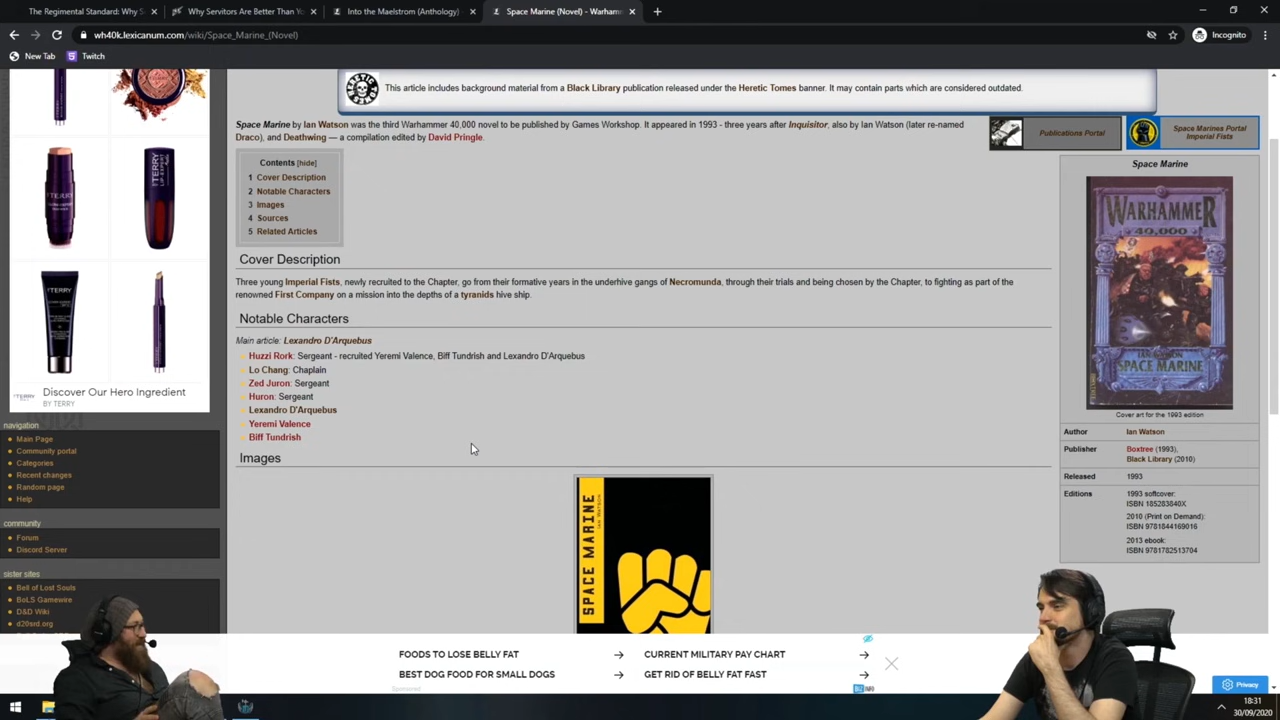 The Regimental Standard: Why S
Why Servitors Are Better Than Yo
Into the Maelstrom (Anthology)
Space Marine (Novel) - Warhamm
wh40k.lexicanum.com/wiki/Space_Marine_(Novel)
Incognito
New Tab
Twitch
This article includes background material from a Black Library publication released under the Heretic Tomes banner. It may contain parts which are considered outdated.
Space Marine by Ian Watson was the third Warhammer 40,000 novel to be published by Games Workshop. It appeared in 1993 - three years after Inquisitor, also by Ian Watson (later re-named
Draco), and Deathwing — a compilation edited by David Pringle.
Publications Portal
Space Marines Portal
Imperial Fists
Contents [hide]
1 Cover Description
2 Notable Characters
3 Images
4 Sources
5 Related Articles
Cover Description
Three young Imperial Fists, newly recruited to the Chapter, go from their formative years in the underhive gangs of Necromunda, through their trials and being chosen by the Chapter, to fighting as part of the
renowned First Company on a mission into the depths of a tyranids hive ship.
Notable Characters
Main article: Lexandro D'Arquebus
Huzzi Rork: Sergeant - recruited Yeremi Valence, Biff Tundrish and Lexandro D'Arquebus
Lo Chang: Chaplain
Zed Juron: Sergeant
Huron: Sergeant
Lexandro D'Arquebus
Yeremi Valence
Biff Tundrish
Images
SPACE MARINE
Space Marine
WARHAMMER
40,000
IAN WATSON
SPACE MARINE
Cover art for the 1993 edition
Author Ian Watson
Publisher Boxtree (1993),
Black Library (2010)
Released 1993
Editions 1993 softcover:
ISBN 185283840X
2010 (Print on Demand):
ISBN 9781844169016
2013 ebook:
ISBN 9781782513704
Discover Our Hero Ingredient
BY TERRY
navigation
Main Page
Community portal
Categories
Recent changes
Random page
Help
community
Forum
Discord Server
sister sites
Bell of Lost Souls
BoLS Gamewire
D&D Wiki
d20srd.org
FOODS TO LOSE BELLY FAT
CURRENT MILITARY PAY CHART
BEST DOG FOOD FOR SMALL DOGS
GET RID OF BELLY FAT FAST
Sponsored
Privacy
18:31
30/09/2020